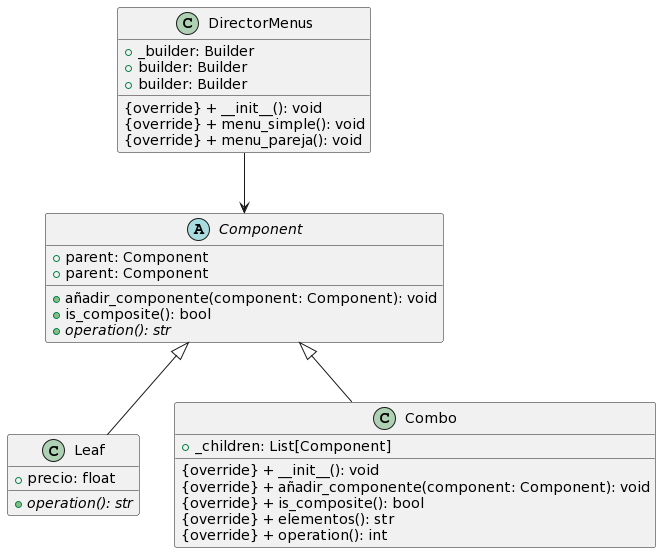 C DirectorMenus
_builder: Builder
builder: Builder
builder: Builder
{override} + __init__(): void
{override} + menu_simple(): void
{override} + menu_pareja(): void
A Component
parent: Component
parent: Component
añadir_componente(component: Component): void
is_composite(): bool
operation(): str
C Leaf
precio: float
operation(): str
C Combo
_children: List[Component]
{override} + __init__(): void
{override} + añadir_componente(component: Component): void
{override} + is_composite(): bool
{override} + elementos(): str
{override} + operation(): int